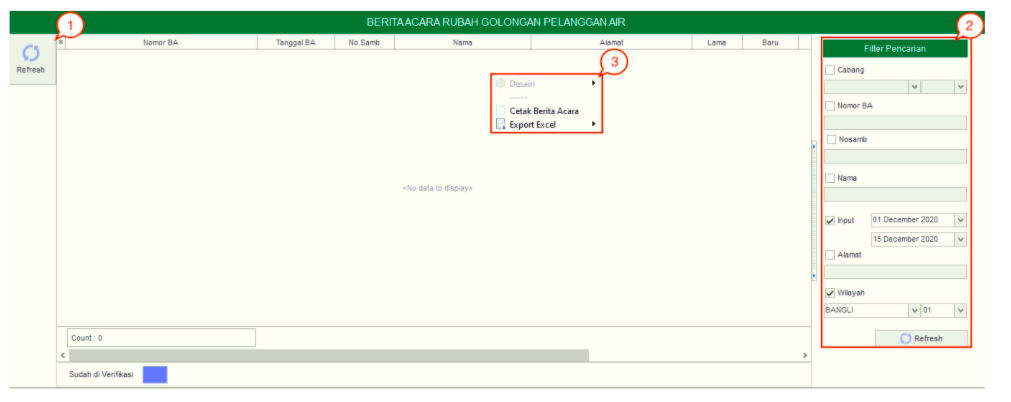 BERITA ACARA RUBAH GOLONGAN PELANGGAN AIR
1
2
Refresh
Nomor BA Tanggal BA No.Samb Nama Alamat Lama Baru
3
Desain
-----
Cetak Berita Acara
Export Excel
<No data to display>
Count : 0
Sudah di Verifikasi
Filter Pencarian
Cabang
Nomor BA
Nosamb
Nama
Input 01 December 2020
15 December 2020
Alamat
Wilayah
BANGLI 01
Refresh